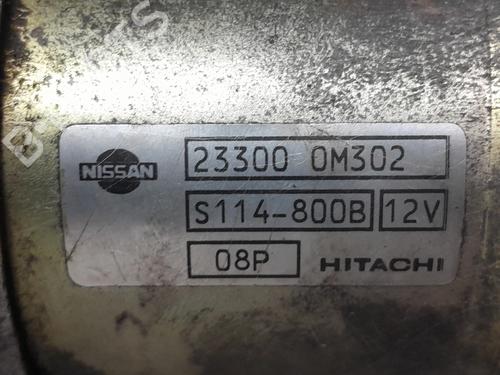 NISSAN
23300 0M302
S114-800B 12V
08P
HITACHI